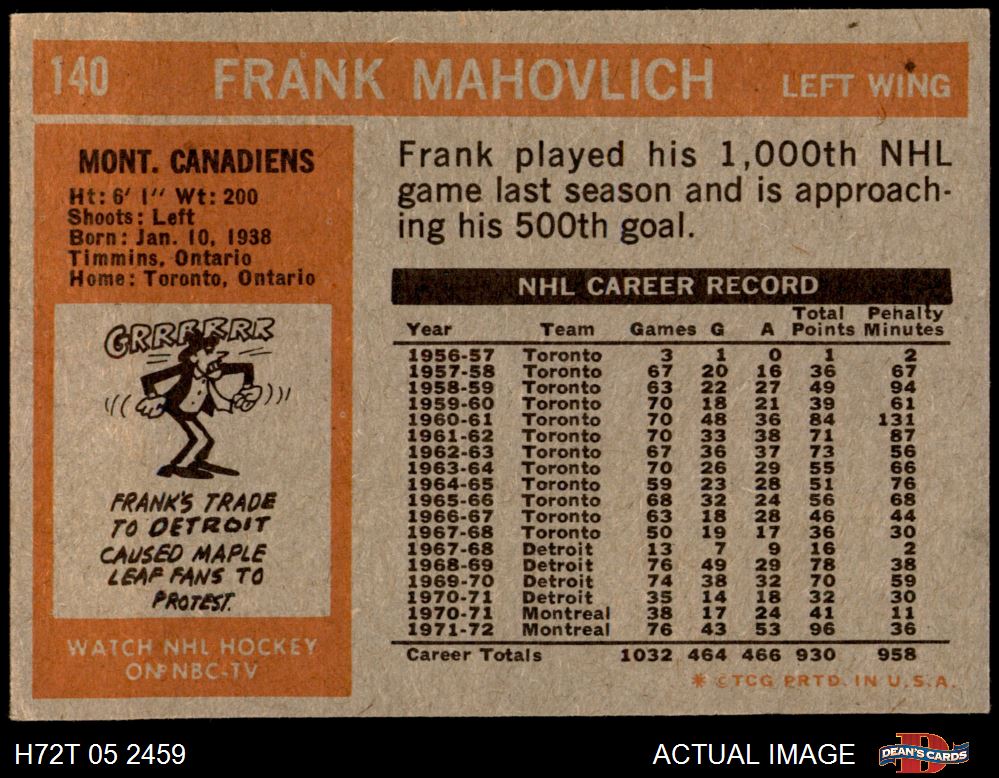 140 FRANK MAHOVLICH LEFT WING
MONT. CANADIENS
Ht: 6' 1" Wt: 200
Shoots: Left
Born: Jan. 10, 1938
Timmins, Ontario
Home: Toronto, Ontario
GRRRRRRR
FRANK'S TRADE
TO DETROIT
CAUSED MAPLE
LEAF FANS TO
PROTEST.
WATCH NHL HOCKEY
ON NBC-TV
Frank played his 1,000th NHL
game last season and is approach-
ing his 500th goal.
NHL CAREER RECORD
Year Team Games G A Total Points Penalty Minutes
1956-57 Toronto 3 1 0 1 2
1957-58 Toronto 67 20 16 36 67
1958-59 Toronto 63 22 27 49 94
1959-60 Toronto 70 18 21 39 61
1960-61 Toronto 70 48 36 84 131
1961-62 Toronto 70 33 38 71 87
1962-63 Toronto 67 36 37 73 56
1963-64 Toronto 70 26 29 55 66
1964-65 Toronto 59 23 28 51 76
1965-66 Toronto 68 32 24 56 68
1966-67 Toronto 63 18 28 46 44
1967-68 Toronto 50 19 17 36 30
1967-68 Detroit 13 7 9 16 2
1968-69 Detroit 76 49 29 78 38
1969-70 Detroit 74 38 32 70 59
1970-71 Detroit 35 14 18 32 30
1970-71 Montreal 38 17 24 41 11
1971-72 Montreal 76 43 53 96 36
Career Totals 1032 464 466 930 958
* © TCG PRTD. IN U.S.A.
H72T 05 2459 ACTUAL IMAGE DEAN'S CARDS